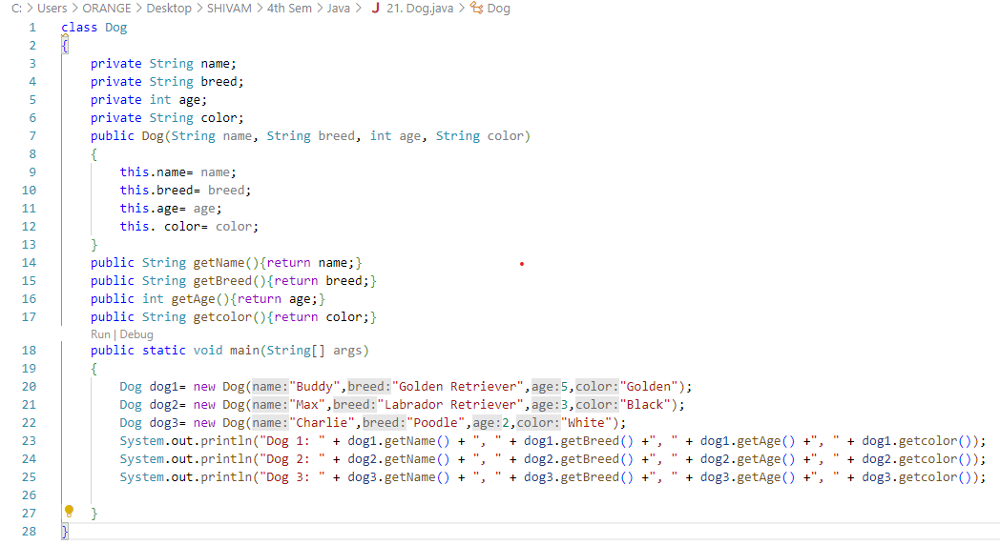 C: > Users > ORANGE > Desktop > SHIVAM > 4th Sem > Java > J 21. Dog.java > Dog
1 class Dog
2 {
3     private String name;
4     private String breed;
5     private int age;
6     private String color;
7     public Dog(String name, String breed, int age, String color)
8     {
9         this.name= name;
10         this.breed= breed;
11         this.age= age;
12         this. color= color;
13     }
14     public String getName(){return name;}
15     public String getBreed(){return breed;}
16     public int getAge(){return age;}
17     public String getcolor(){return color;}
Run | Debug
18     public static void main(String[] args)
19     {
20         Dog dog1= new Dog(name:"Buddy",breed:"Golden Retriever",age:5,color:"Golden");
21         Dog dog2= new Dog(name:"Max",breed:"Labrador Retriever",age:3,color:"Black");
22         Dog dog3= new Dog(name:"Charlie",breed:"Poodle",age:2,color:"White");
23         System.out.println("Dog 1: " + dog1.getName() + ", " + dog1.getBreed() +", " + dog1.getAge() +", " + dog1.getcolor());
24         System.out.println("Dog 2: " + dog2.getName() + ", " + dog2.getBreed() +", " + dog2.getAge() +", " + dog2.getcolor());
25         System.out.println("Dog 3: " + dog3.getName() + ", " + dog3.getBreed() +", " + dog3.getAge() +", " + dog3.getcolor());
26
27     }
28 }